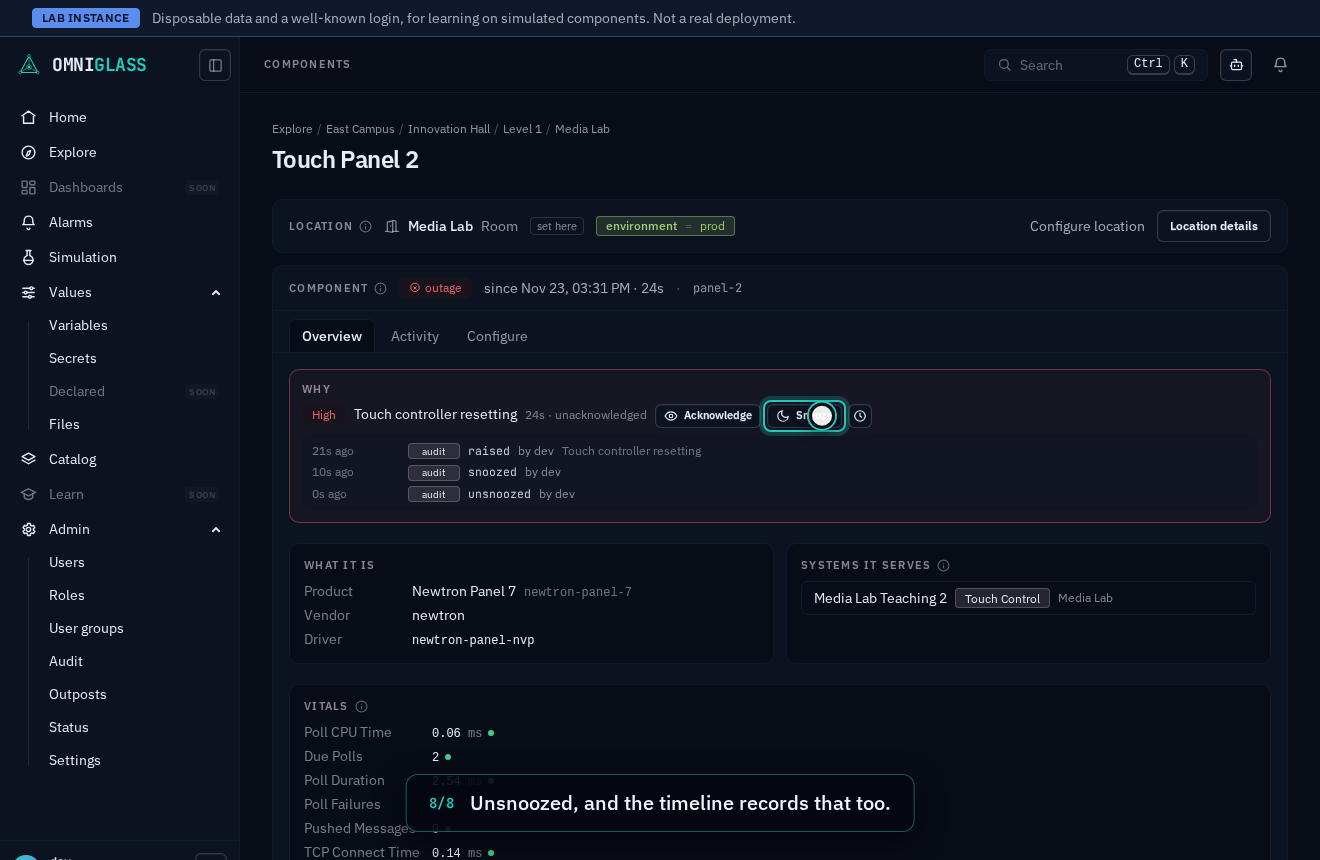 LAB INSTANCE Disposable data and a well-known login, for learning on simulated components. Not a real deployment.
OMNIGLASS
COMPONENTS
Search Ctrl K
Home
Explore
Dashboards SOON
Alarms
Simulation
Values
Variables
Secrets
Declared SOON
Files
Catalog
Learn SOON
Admin
Users
Roles
User groups
Audit
Outposts
Status
Settings
Explore / East Campus / Innovation Hall / Level 1 / Media Lab
Touch Panel 2
LOCATION Media Lab Room set here environment = prod Configure location Location details
COMPONENT outage since Nov 23, 03:31 PM · 24s · panel-2
Overview Activity Configure
WHY
High Touch controller resetting 24s · unacknowledged Acknowledge
21s ago audit raised by dev Touch controller resetting
10s ago audit snoozed by dev
0s ago audit unsnoozed by dev
WHAT IT IS
Product Newtron Panel 7 newtron-panel-7
Vendor newtron
Driver newtron-panel-nvp
SYSTEMS IT SERVES
Media Lab Teaching 2 Touch Control Media Lab
VITALS
Poll CPU Time 0.06 ms
Due Polls 2
Poll Duration 2.54 ms
Poll Failures
Pushed Messages
TCP Connect Time 0.14 ms
8/8 Unsnoozed, and the timeline records that too.